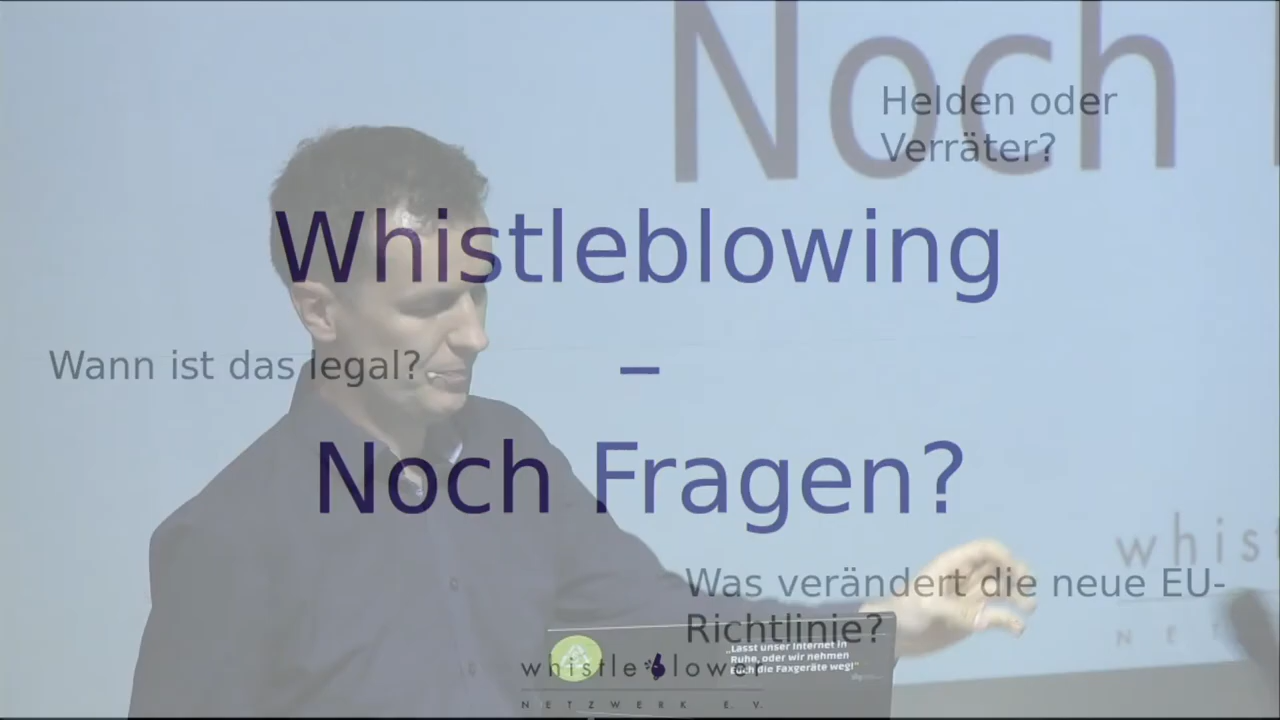 Noch
Helden oder
Verräter?
Whistleblowing
Wann ist das legal?
–
Noch Fragen?
whis
Was verändert die neue EU-
Richtlinie?
„Lasst unser Internet in
Ruhe, oder wir nehmen
Euch die Faxgeräte weg!“
whistleblower
NETZWERK E.V.
N E